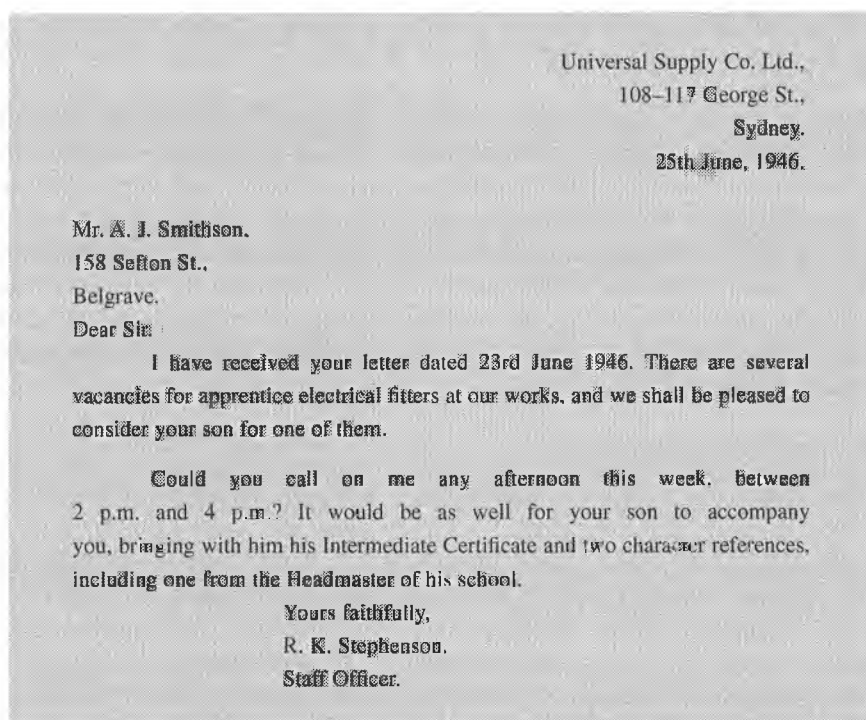 Universal Supply Co. Ltd.,
108–117 George St.,
Sydney.
25th June, 1946.
Mr. A. J. Smithson.
158 Sefton St.,
Belgrave.
Dear Sir:
I have received your letter dated 23rd June 1946. There are several
vacancies for apprentice electrical fitters at our works, and we shall be pleased to
consider your son for one of them.
Could you call on me any afternoon this week, between
2 p.m. and 4 p.m.? It would be as well for your son to accompany
you, bringing with him his Intermediate Certificate and two character references,
including one from the Headmaster of his school.
Yours faithfully,
R. K. Stephenson.
Staff Officer.